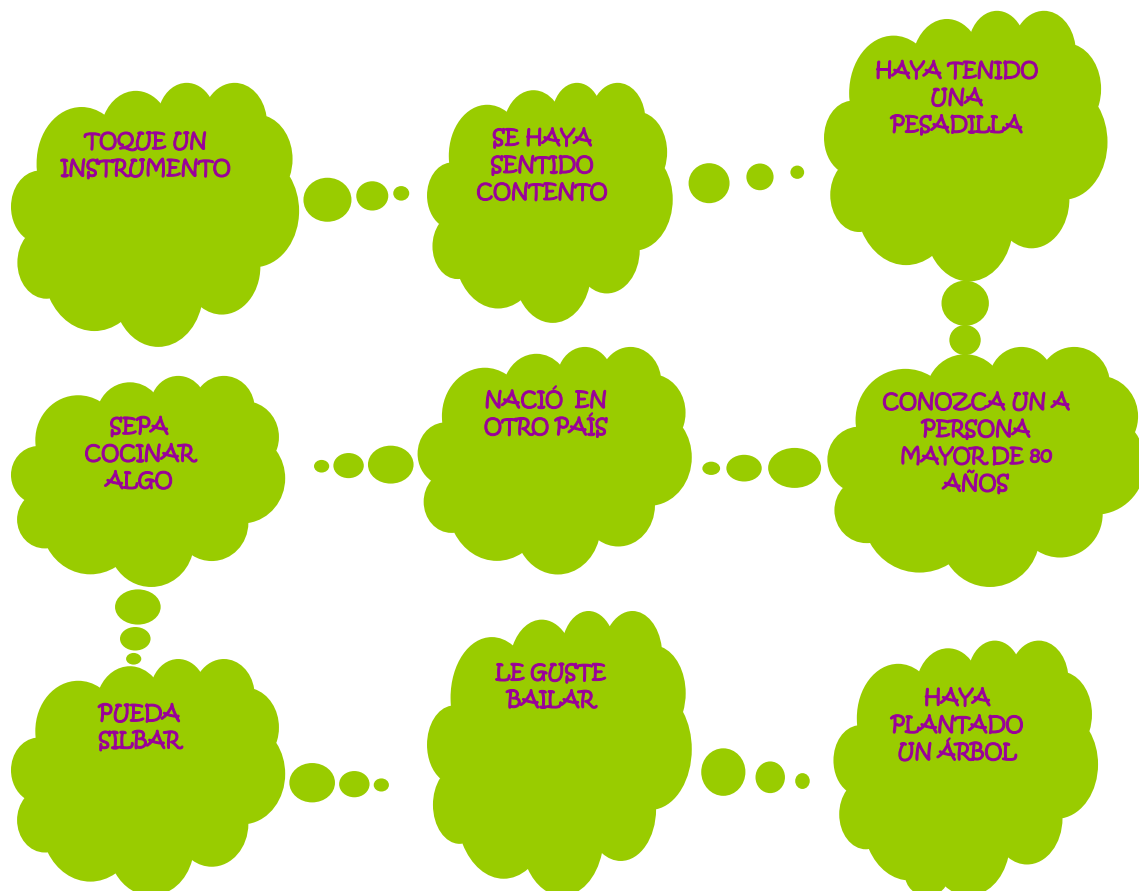 TOQUE UN
INSTRUMENTO
SE HAYA
SENTIDO
CONTENTO
HAYA TENIDO
UNA
PESADILLA
SEPA
COCINAR
ALGO
NACIÓ EN
OTRO PAÍS
CONOZCA UN A
PERSONA
MAYOR DE 80
AÑOS
PUEDA
SILBAR
LE GUSTE
BAILAR
HAYA
PLANTADO
UN ÁRBOL